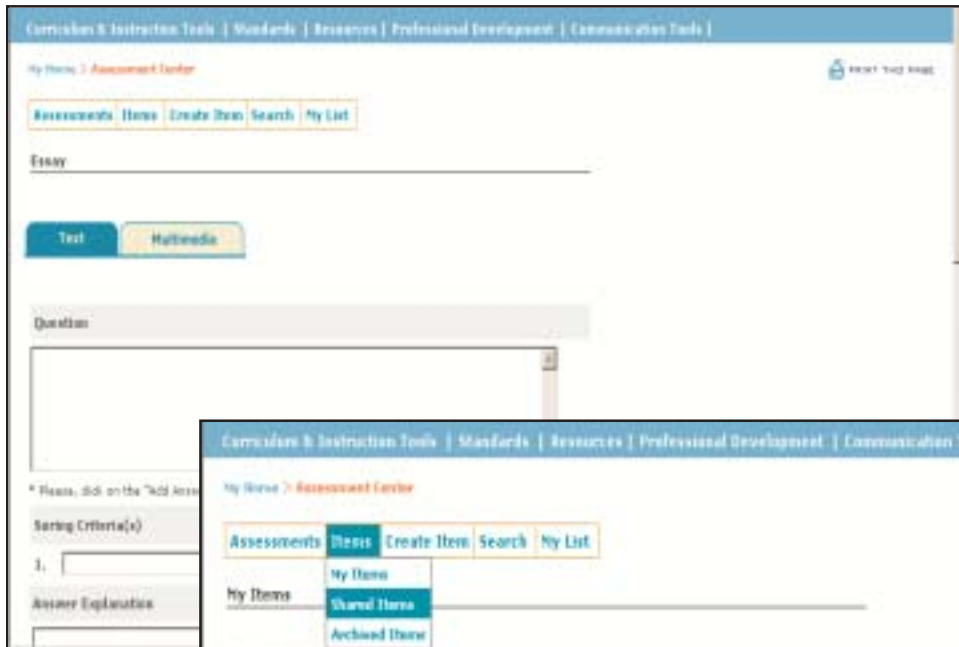 Curriculum & Instruction Tools | Standards | Resources | Professional Development | Communication Tools |
My Home > Assessment Center
PRINT THIS PAGE
Assessments Items Create Item Search My List
Essay
Text Multimedia
Question
* Please, click on the "Add Answ
Soring Criteria(s)
1.
Answer Explanation
Curriculum & Instruction Tools | Standards | Resources | Professional Development | Communication
My Home > Assessment Center
Assessments Items Create Item Search My List
My Items
My Items
Shared Items
Archived Items